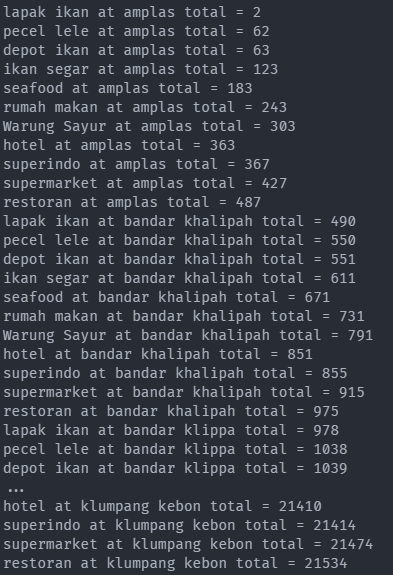 lapak ikan at amplas total = 2
pecel lele at amplas total = 62
depot ikan at amplas total = 63
ikan segar at amplas total = 123
seafood at amplas total = 183
rumah makan at amplas total = 243
Warung Sayur at amplas total = 303
hotel at amplas total = 363
superindo at amplas total = 367
supermarket at amplas total = 427
restoran at amplas total = 487
lapak ikan at bandar khalipah total = 490
pecel lele at bandar khalipah total = 550
depot ikan at bandar khalipah total = 551
ikan segar at bandar khalipah total = 611
seafood at bandar khalipah total = 671
rumah makan at bandar khalipah total = 731
Warung Sayur at bandar khalipah total = 791
hotel at bandar khalipah total = 851
superindo at bandar khalipah total = 855
supermarket at bandar khalipah total = 915
restoran at bandar khalipah total = 975
lapak ikan at bandar klippa total = 978
pecel lele at bandar klippa total = 1038
depot ikan at bandar klippa total = 1039
...
hotel at klumpang kebon total = 21410
superindo at klumpang kebon total = 21414
supermarket at klumpang kebon total = 21474
restoran at klumpang kebon total = 21534